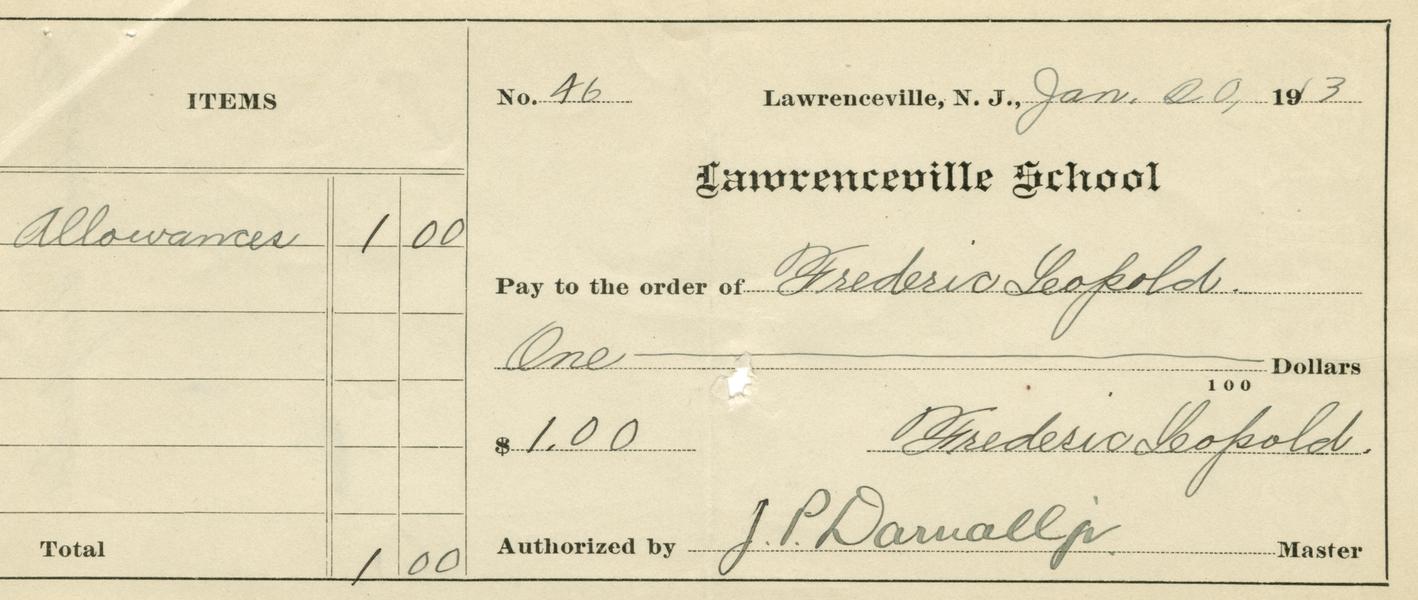 ITEMS
Allowances 1 00
Total 1 00
No. 46 Lawrenceville, N. J., Jan. 20, 1913
Lawrenceville School
Pay to the order of Frederic Leopold.
One Dollars
100
$ 1.00 Frederic Leopold.
Authorized by J. P. Darnall jr. Master